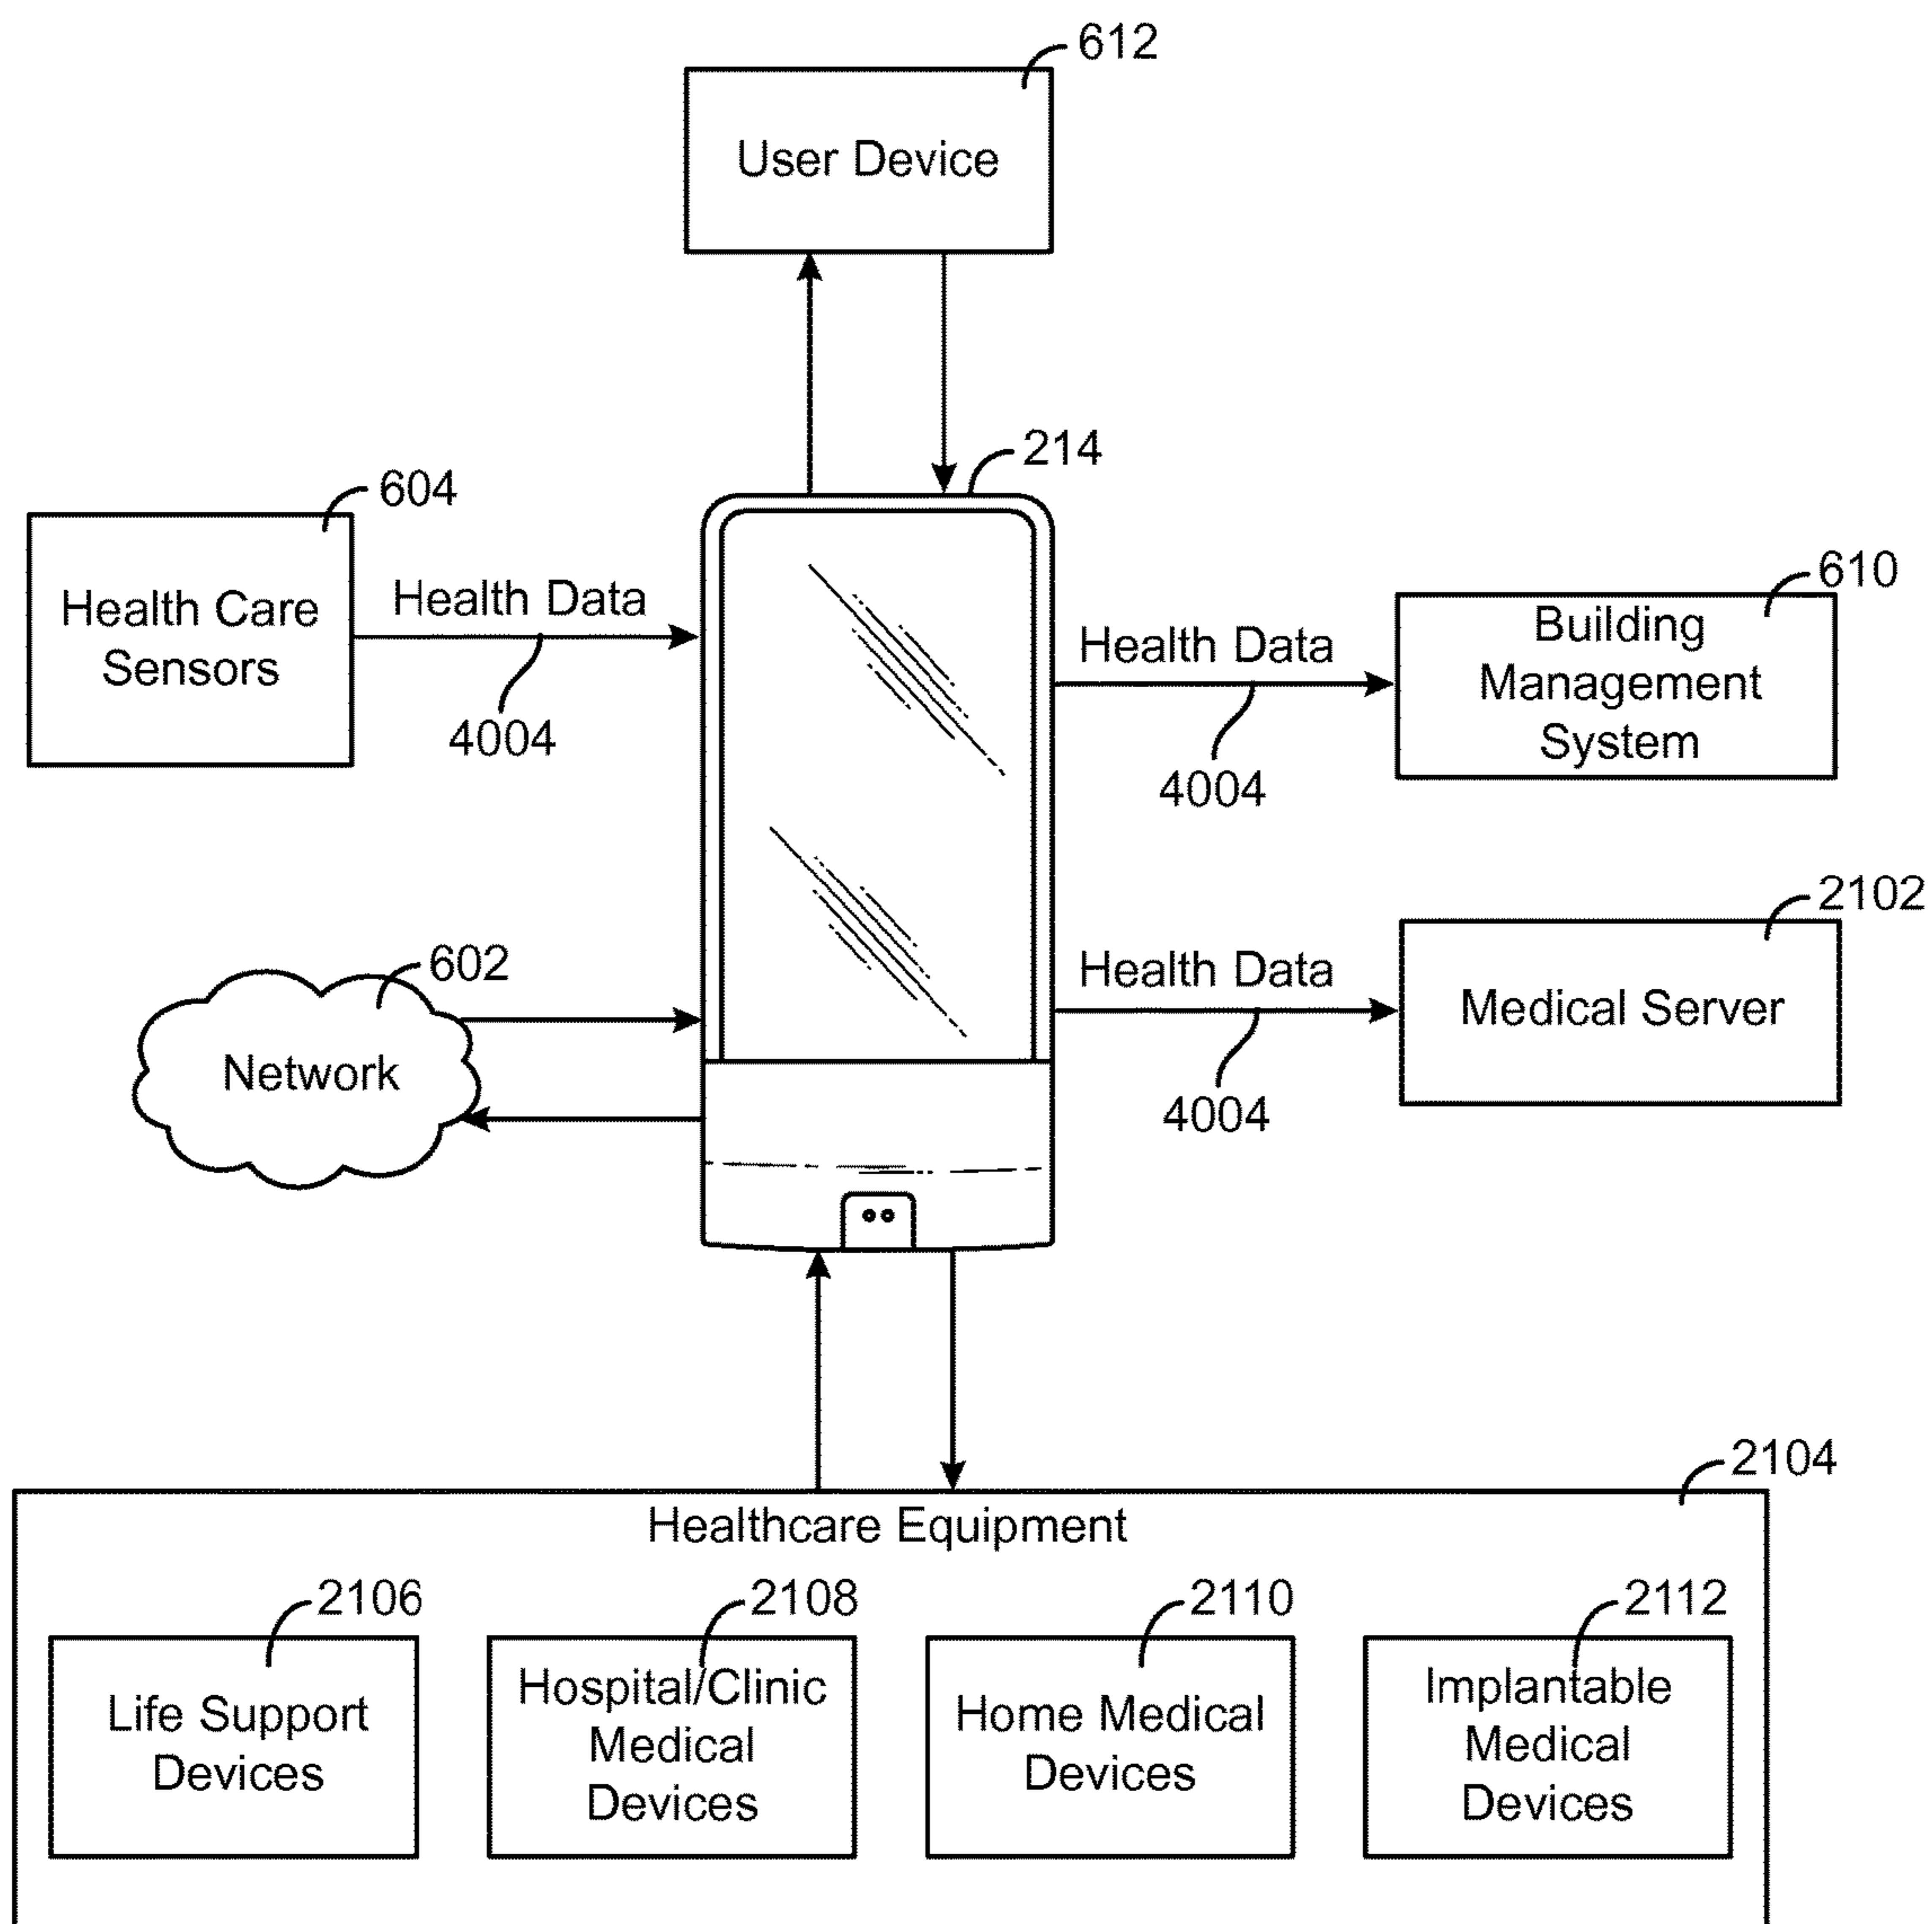 612
User Device
214
604
Health Care
Sensors
Health Data
4004
610
Building
Management
System
Health Data
4004
2102
Medical Server
Health Data
4004
602
Network
2104
Healthcare Equipment
2106
Life Support
Devices
2108
Hospital/Clinic
Medical
Devices
2110
Home Medical
Devices
2112
Implantable
Medical
Devices